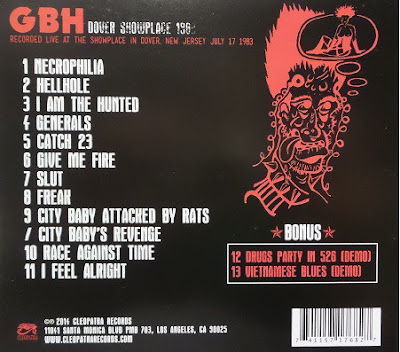 GBH DOVER SHOWPLACE 1983
RECORDED LIVE AT THE SHOWPLACE IN DOVER, NEW JERSEY JULY 17 1983
1 NECROPHILIA
2 HELLHOLE
3 I AM THE HUNTED
4 GENERALS
5 CATCH 23
6 GIVE ME FIRE
7 SLUT
8 FREAK
9 CITY BABY ATTACKED BY RATS
/ CITY BABY'S REVENGE
10 RACE AGAINST TIME
11 I FEEL ALRIGHT
BONUS
12 DRUGS PARTY IN 526 (DEMO)
13 VIETNAMESE BLUES (DEMO)
©℗ 2014 CLEOPATRA RECORDS
11041 SANTA MONICA BLVD PMB 703, LOS ANGELES, CA 90025
WWW.CLEOPATRARECORDS.COM